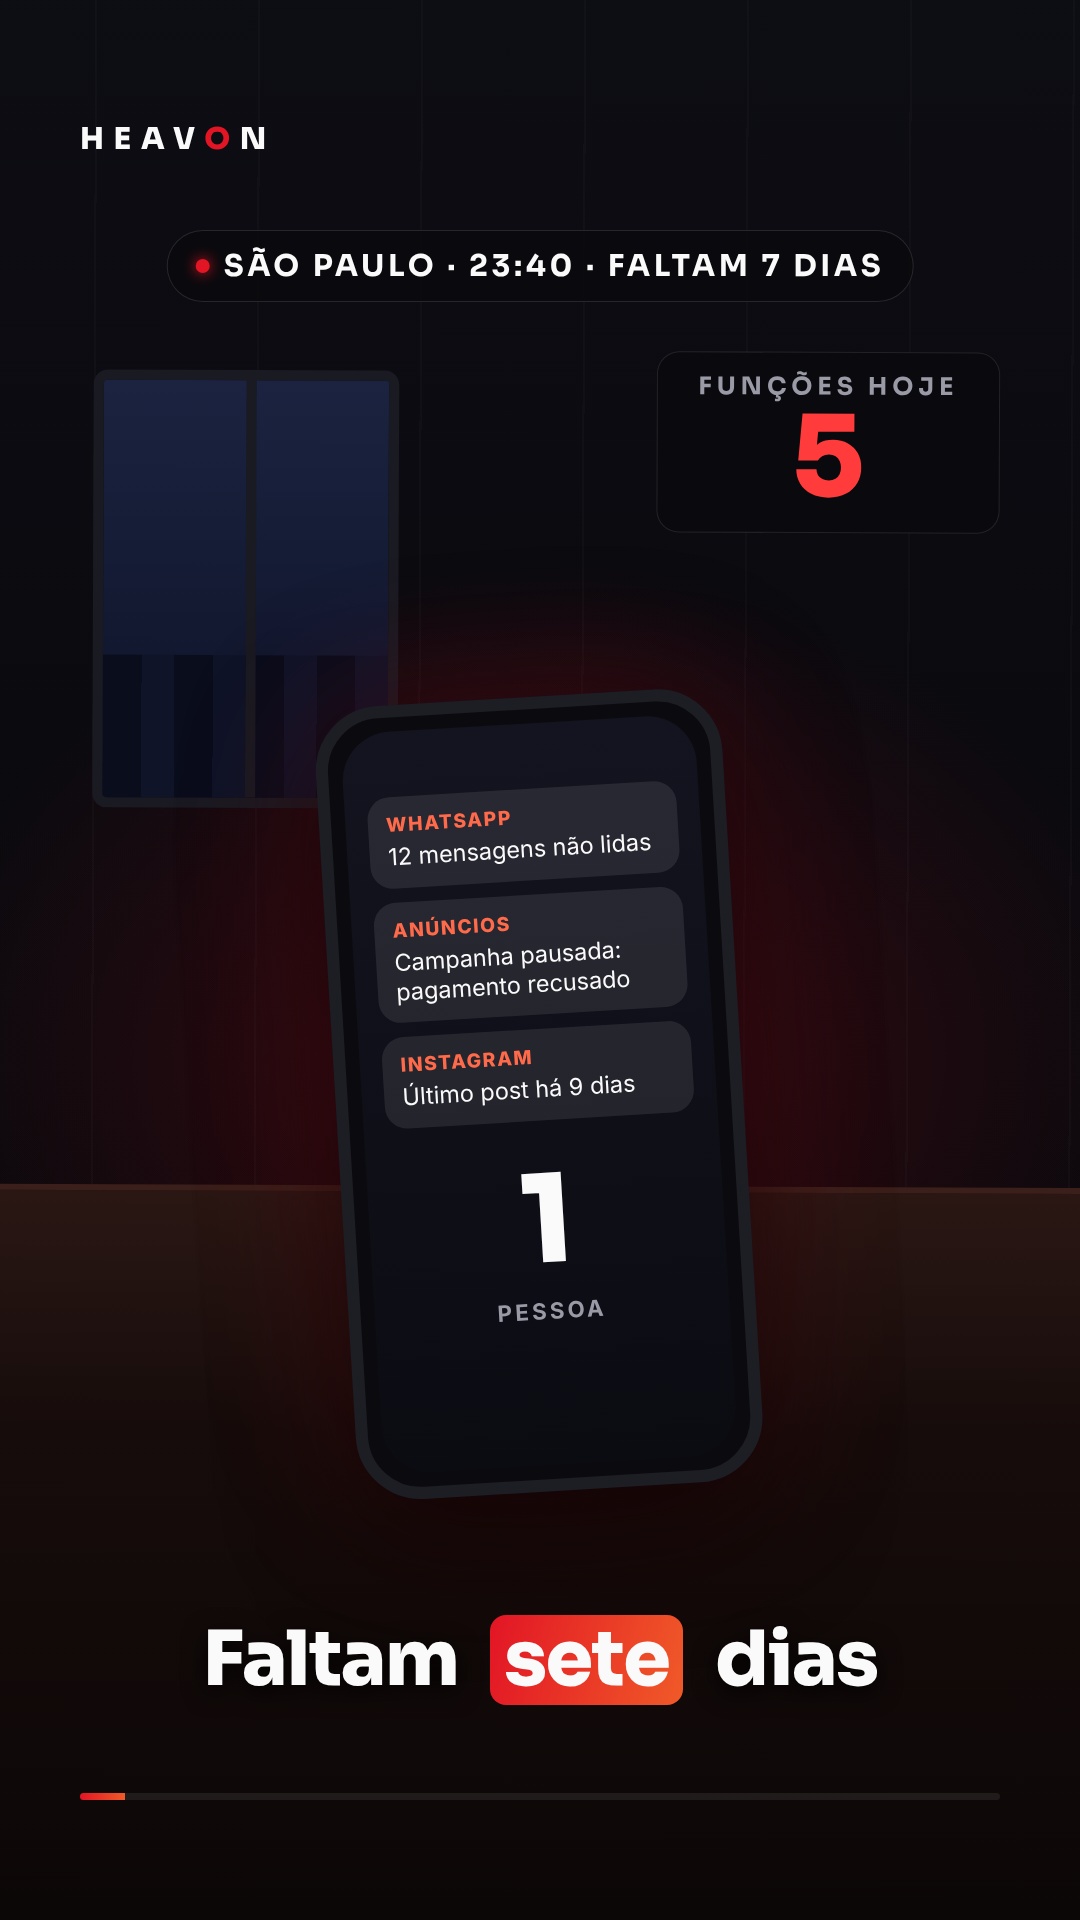 HEAVON
SÃO PAULO · 23:40 · FALTAM 7 DIAS
FUNÇÕES HOJE
5
WHATSAPP
12 mensagens não lidas
ANÚNCIOS
Campanha pausada:
pagamento recusado
INSTAGRAM
Último post há 9 dias
1
PESSOA
Faltam sete dias